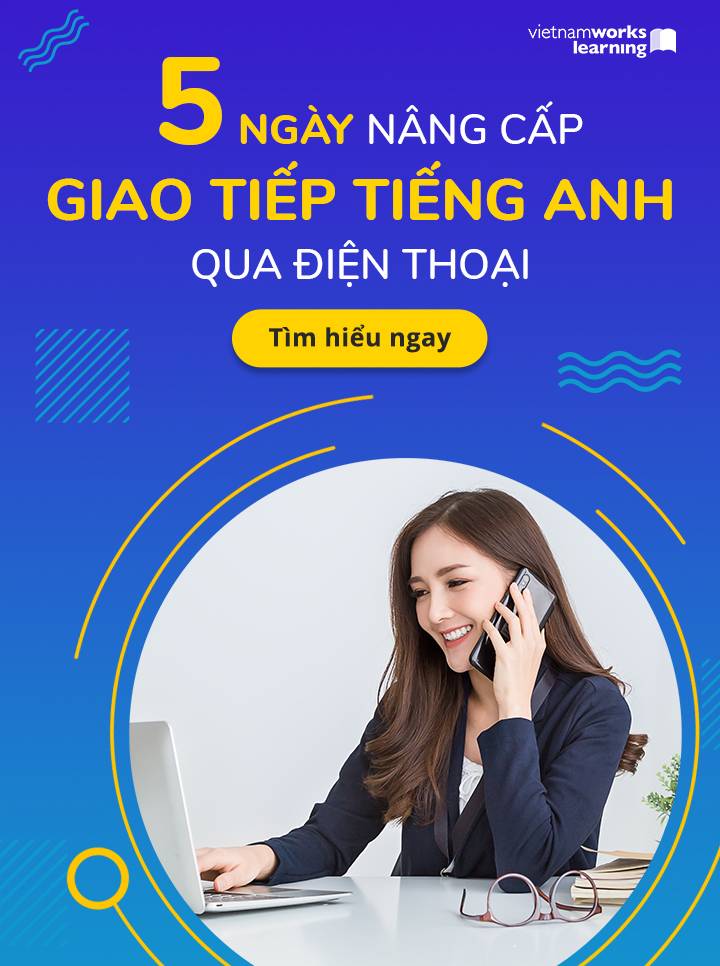 vietnamworks
learning
5 NGÀY NÂNG CẤP
GIAO TIẾP TIẾNG ANH
QUA ĐIỆN THOẠI
Tìm hiểu ngay